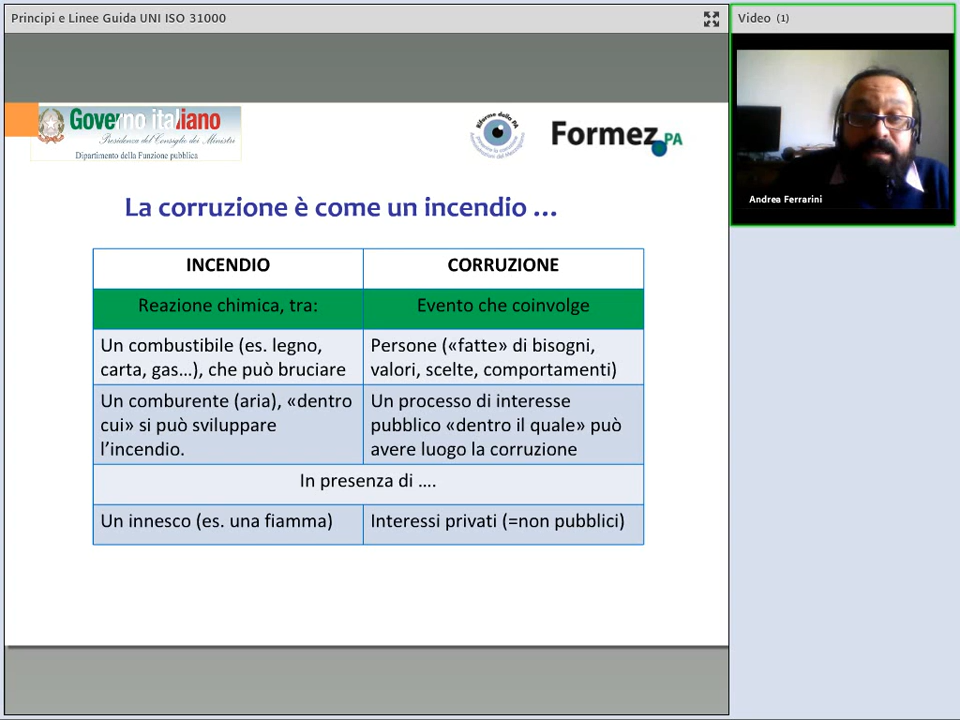 Principi e Linee Guida UNI ISO 31000
Video (1)
Governo italiano
Presidenza del Consiglio dei Ministri
Dipartimento della Funzione pubblica
Riforme della PA
Formez PA
Andrea Ferrarini
La corruzione è come un incendio …
INCENDIO
CORRUZIONE
Reazione chimica, tra:
Evento che coinvolge
Un combustibile (es. legno,
carta, gas…), che può bruciare
Persone («fatte» di bisogni,
valori, scelte, comportamenti)
Un comburente (aria), «dentro
cui» si può sviluppare
l’incendio.
Un processo di interesse
pubblico «dentro il quale» può
avere luogo la corruzione
In presenza di ....
Un innesco (es. una fiamma)
Interessi privati (=non pubblici)